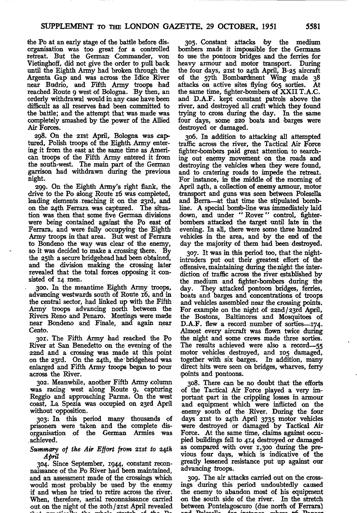 SUPPLEMENT TO THE LONDON GAZETTE, 29 OCTOBER, 1951 5581
the Po at an early stage of the battle before dis-
organisation was too great for a controlled
retreat. But the German Commander, von
Vietinghoff, did not give the order to pull back
until the Eighth Army had broken through the
Argenta Gap and was across the Idice River
near Budrio, and Fifth Army troops had
reached Route 9 west of Bologna. By then, an
orderly withdrawal would in any case have been
difficult as all reserves had been committed to
the battle; and the attempt that was made was
completely smashed by the power of the Allied
Air Forces.
298. On the 21st April, Bologna was cap-
tured, Polish troops of the Eighth Army enter-
ing it from the east at the same time as Ameri-
can troops of the Fifth Army entered it from
the south-west. The main part of the German
garrison had withdrawn during the previous
night.
299. On the Eighth Army's right flank, the
drive to the Po along Route 16 was completed,
leading elements reaching it on the 23rd, and
on the 24th Ferrara was captured. The situa-
tion was then that some five German divisions
were being contained against the Po east of
Ferrara, and were fully occupying the Eighth
Army troops in that area. But west of Ferrara
to Bondeno the way was clear of the enemy,
so it was decided to make a crossing there. By
the 25th a secure bridgehead had been obtained,
and the division making the crossing later
revealed that the total forces opposing it con-
sisted of 14 men.
300. In the meantime Eighth Army troops,
advancing westwards south of Route 16, and in
the central sector, had linked up with the Fifth
Army troops advancing north between the
Rivers Reno and Penaro. Meetings were made
near Bondeno and Finale, and again near
Cento.
301. The Fifth Army had reached the Po
River at San Benedetto on the evening of the
22nd and a crossing was made at this point
on the 23rd. On the 24th, the bridgehead was
enlarged and Fifth Army troops began to pour
across the River.
302. Meanwhile, another Fifth Army column
was racing west along Route 9, capturing
Reggio and approaching Parma. On the west
coast, La Spezia was occupied on 23rd April
without opposition.
303. In this period many thousands of
prisoners were taken and the complete dis-
organisation of the German Armies was
achieved.
Summary of the Air Effort from 21st to 24th
April
304. Since September, 1944, constant recon-
naissance of the Po River had been maintained,
and an assessment made of the crossings which
would most probably be used by the enemy
if and when he tried to retire across the river.
When, therefore, aerial reconnaissance carried
out on the night of the 20th/21st April revealed
305. Constant attacks by the medium
bombers made it impossible for the Germans
to use the pontoon bridges and the ferries for
heavy armour and motor transport. During
the four days, 21st to 24th April, B-25 aircraft
of the 57th Bombardment Wing made 38
attacks on active sites flying 605 sorties. At
the same time, fighter-bombers of XXII T.A.C.
and D.A.F. kept constant patrols above the
river, and destroyed all craft which they found
trying to cross during the day. In the same
four days, some 220 boats and barges were
destroyed or damaged.
306. In addition to attacking all attempted
traffic across the river, the Tactical Air Force
fighter-bombers paid great attention to search-
ing out enemy movement on the roads and
destroying the vehicles when they were found,
and to cratering roads to impede the retreat.
For instance, in the middle of the morning of
April 24th, a collection of enemy armour, motor
transport and guns was seen between Polesella
and Berra—at that time the stipulated bomb-
line. A special bomb-line was immediately laid
down, and under "Rover" control, fighter-
bombers attacked the target until late in the
evening. In all, there were some three hundred
vehicles in the area, and by the end of the
day the majority of them had been destroyed.
307. It was in this period too, that the night-
intruders put out their greatest effort of the
offensive, maintaining during the night the inter-
diction of traffic across the river established by
the medium and fighter-bombers during the
day. They attacked pontoon bridges, ferries,
boats and barges and concentrations of troops
and vehicles assembled near the crossing points.
For example on the night of 22nd/23rd April,
the Bostons, Baltimores and Mosquitoes of
D.A.F. flew a record number of sorties—174.
Almost every aircraft was flown twice during
the night and some crews made three sorties.
The results achieved were also a record—55
motor vehicles destroyed, and 105 damaged,
together with six barges. In addition, many
direct hits were seen on bridges, wharves, ferry
points and pontoons.
308. There can be no doubt that the efforts
of the Tactical Air Force played a very im-
portant part in the crippling losses in armour
and equipment which were inflicted on the
enemy south of the River. During the four
days 21st to 24th April 3735 motor vehicles
were destroyed or damaged by Tactical Air
Force. At the same time, claims against occu-
pied buildings fell to 474 destroyed or damaged
as compared with over 1,300 during the pre-
vious four days, which is indicative of the
greatly lessened resistance put up against our
advancing troops.
309. The air attacks carried out on the cross-
ings during this period undoubtedly caused
the enemy to abandon most of his equipment
on the south side of the river. In the stretch
between Pontelagoscuro (due north of Ferrara)